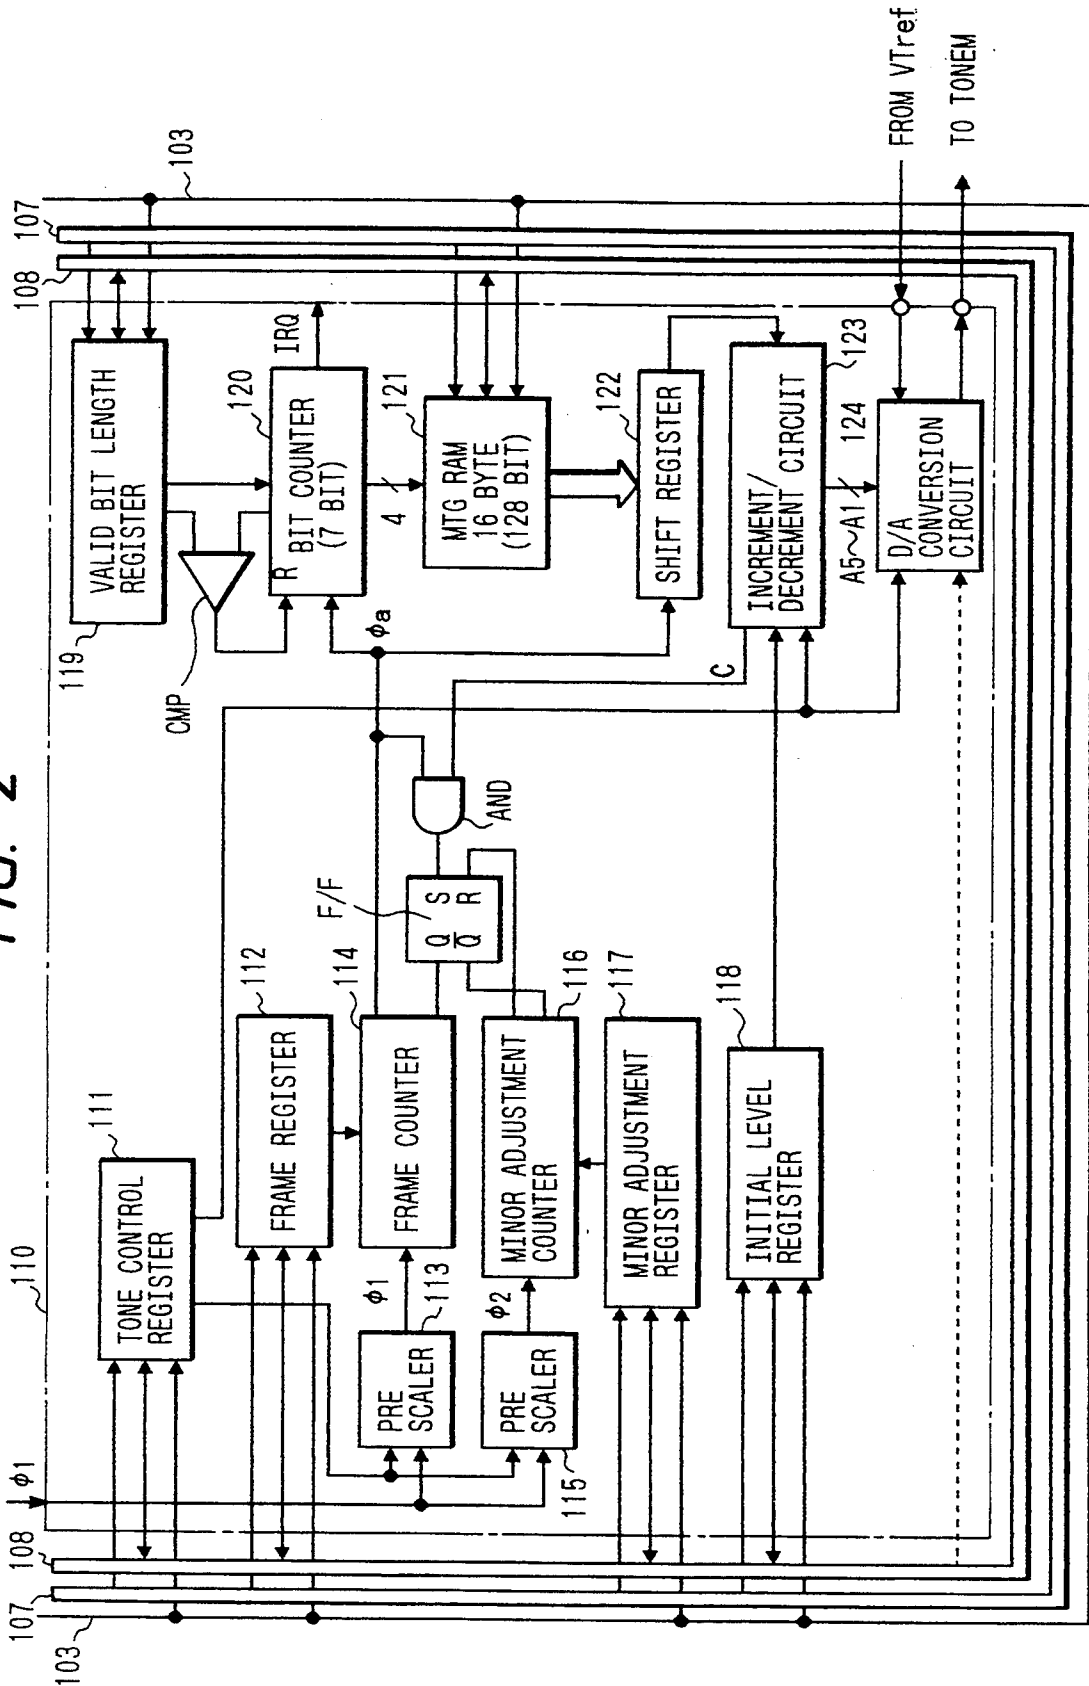 FIG. 2
107
108
103
φ1
110
TONE CONTROL
REGISTER
111
FRAME REGISTER
112
PRE
SCALER
113
φ1
FRAME COUNTER
114
PRE
SCALER
115
φ2
MINOR ADJUSTMENT
COUNTER
116
MINOR ADJUSTMENT
REGISTER
117
INITIAL LEVEL
REGISTER
118
F/F
Q S
Q R
AND
φa
C
CMP
119
VALID BIT LENGTH
REGISTER
R
BIT COUNTER
(7 BIT)
120
IRQ
4
MTG RAM
16 BYTE
(128 BIT)
121
SHIFT REGISTER
122
INCREMENT/
DECREMENT CIRCUIT
123
A5~A1
124
D/A
CONVERSION
CIRCUIT
108
107
103
FROM VTref
TO TONEM